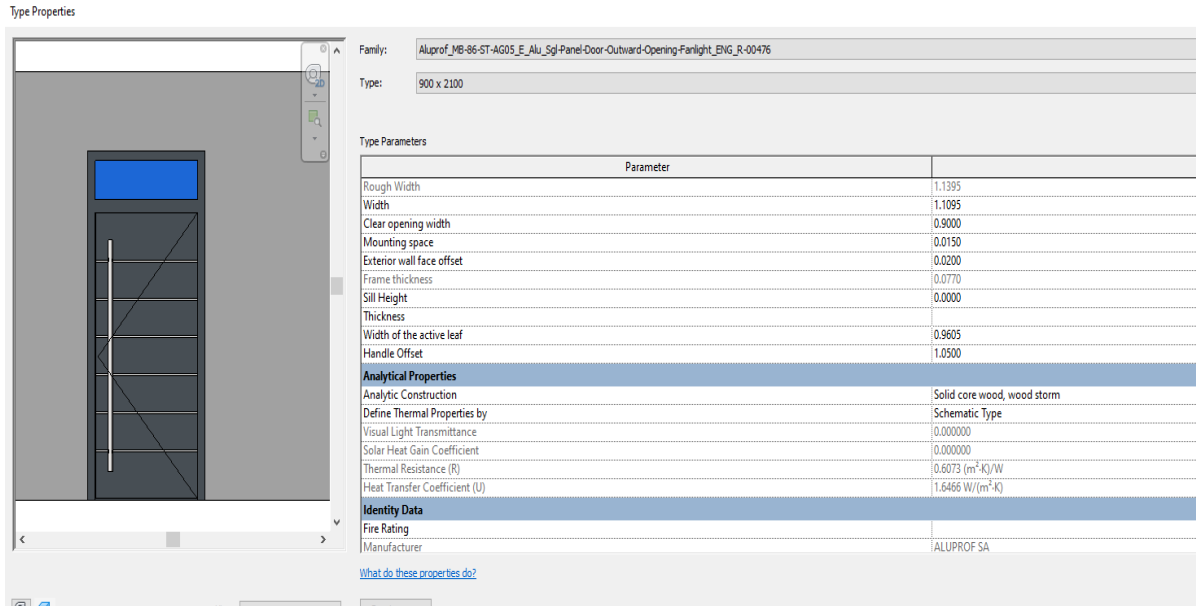 Type Properties
2D
Family: Aluprof_MB-86-ST-AG05_E_Alu_Sgl-Panel-Door-Outward-Opening-Fanlight_ENG_R-00476
Type: 900 x 2100
Type Parameters
Parameter
Rough Width 1.1395
Width 1.1095
Clear opening width 0.9000
Mounting space 0.0150
Exterior wall face offset 0.0200
Frame thickness 0.0770
Sill Height 0.0000
Thickness
Width of the active leaf 0.9605
Handle Offset 1.0500
Analytical Properties
Analytic Construction Solid core wood, wood storm
Define Thermal Properties by Schematic Type
Visual Light Transmittance 0.000000
Solar Heat Gain Coefficient 0.000000
Thermal Resistance (R) 0.6073 (m²·K)/W
Heat Transfer Coefficient (U) 1.6466 W/(m²·K)
Identity Data
Fire Rating
Manufacturer ALUPROF SA
What do these properties do?